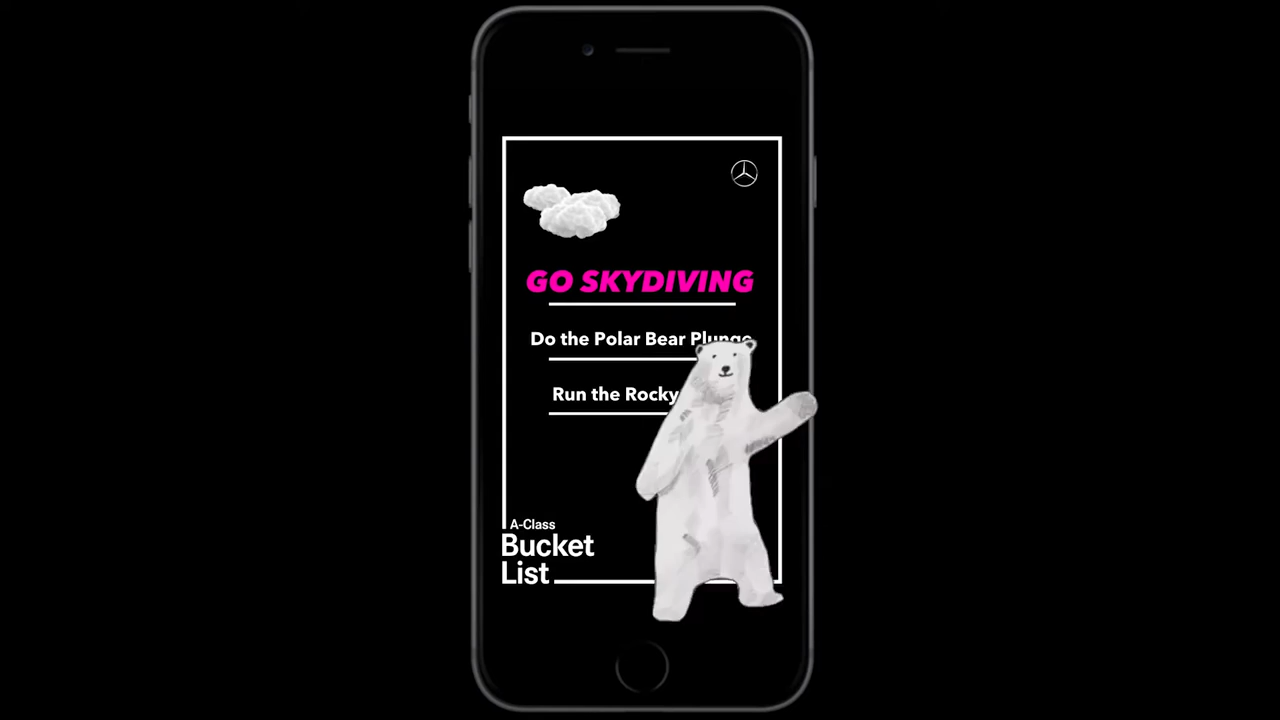 GO SKYDIVING
Do the Polar Bear Plunge
Run the Rocky
A-Class
Bucket
List